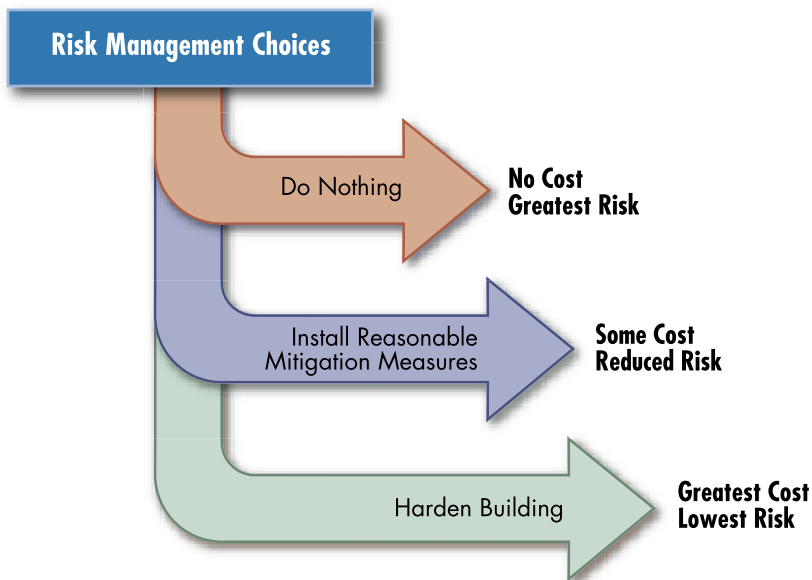 Risk Management Choices
Do Nothing
No Cost
Greatest Risk
Install Reasonable
Mitigation Measures
Some Cost
Reduced Risk
Harden Building
Greatest Cost
Lowest Risk